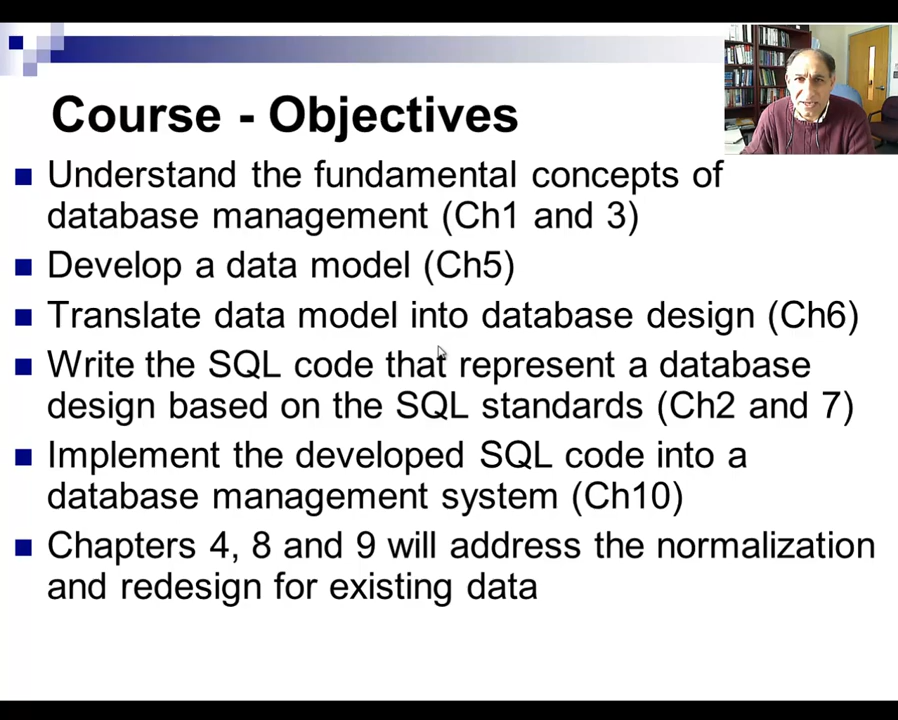 Course - Objectives
Understand the fundamental concepts of
database management (Ch1 and 3)
Develop a data model (Ch5)
Translate data model into database design (Ch6)
Write the SQL code that represent a database
design based on the SQL standards (Ch2 and 7)
Implement the developed SQL code into a
database management system (Ch10)
Chapters 4, 8 and 9 will address the normalization
and redesign for existing data